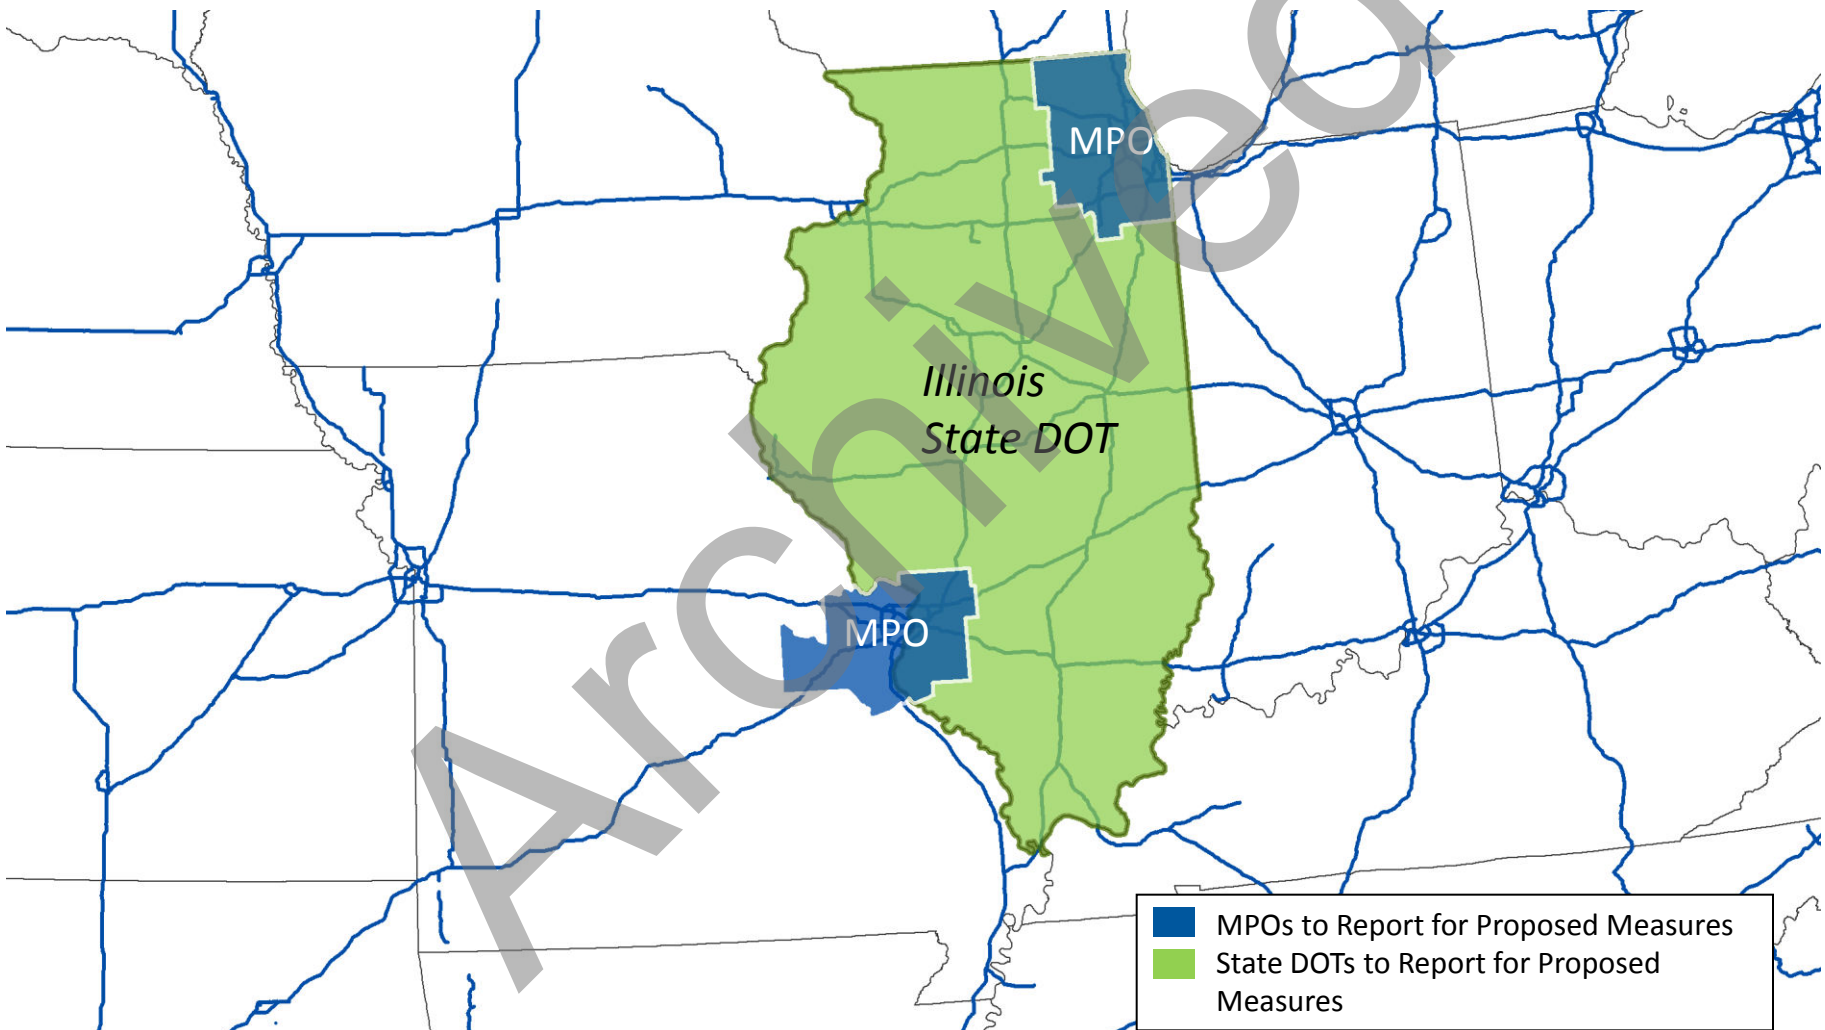 MPO
Illinois
State DOT
MPO
Archived
MPOs to Report for Proposed Measures
State DOTs to Report for Proposed
Measures